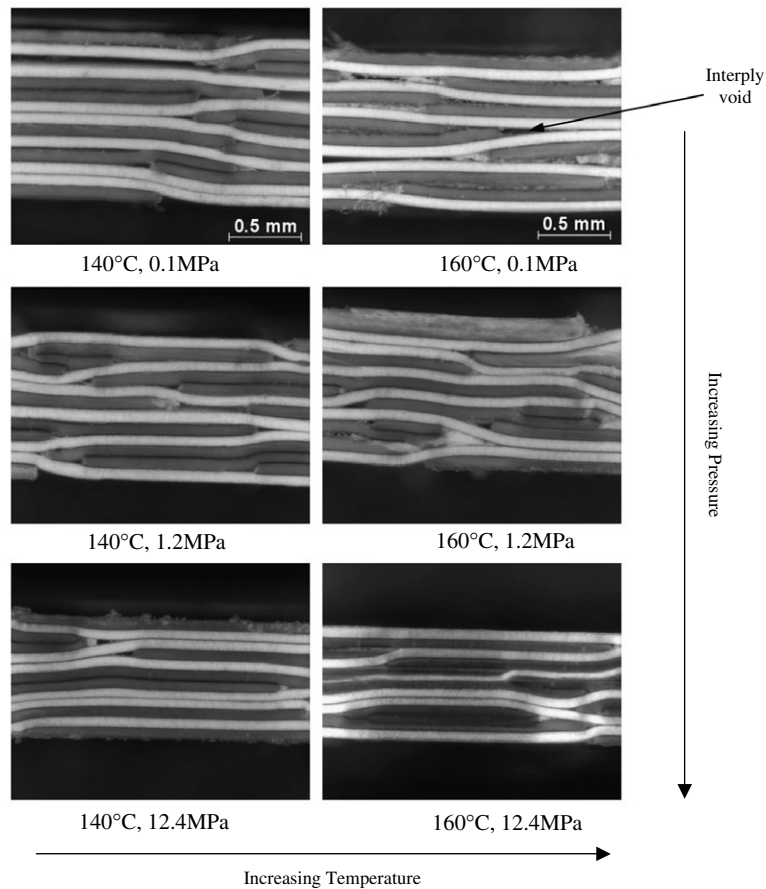 Interply
void
0.5 mm
0.5 mm
140°C, 0.1MPa
160°C, 0.1MPa
140°C, 1.2MPa
160°C, 1.2MPa
Increasing Pressure
140°C, 12.4MPa
160°C, 12.4MPa
Increasing Temperature